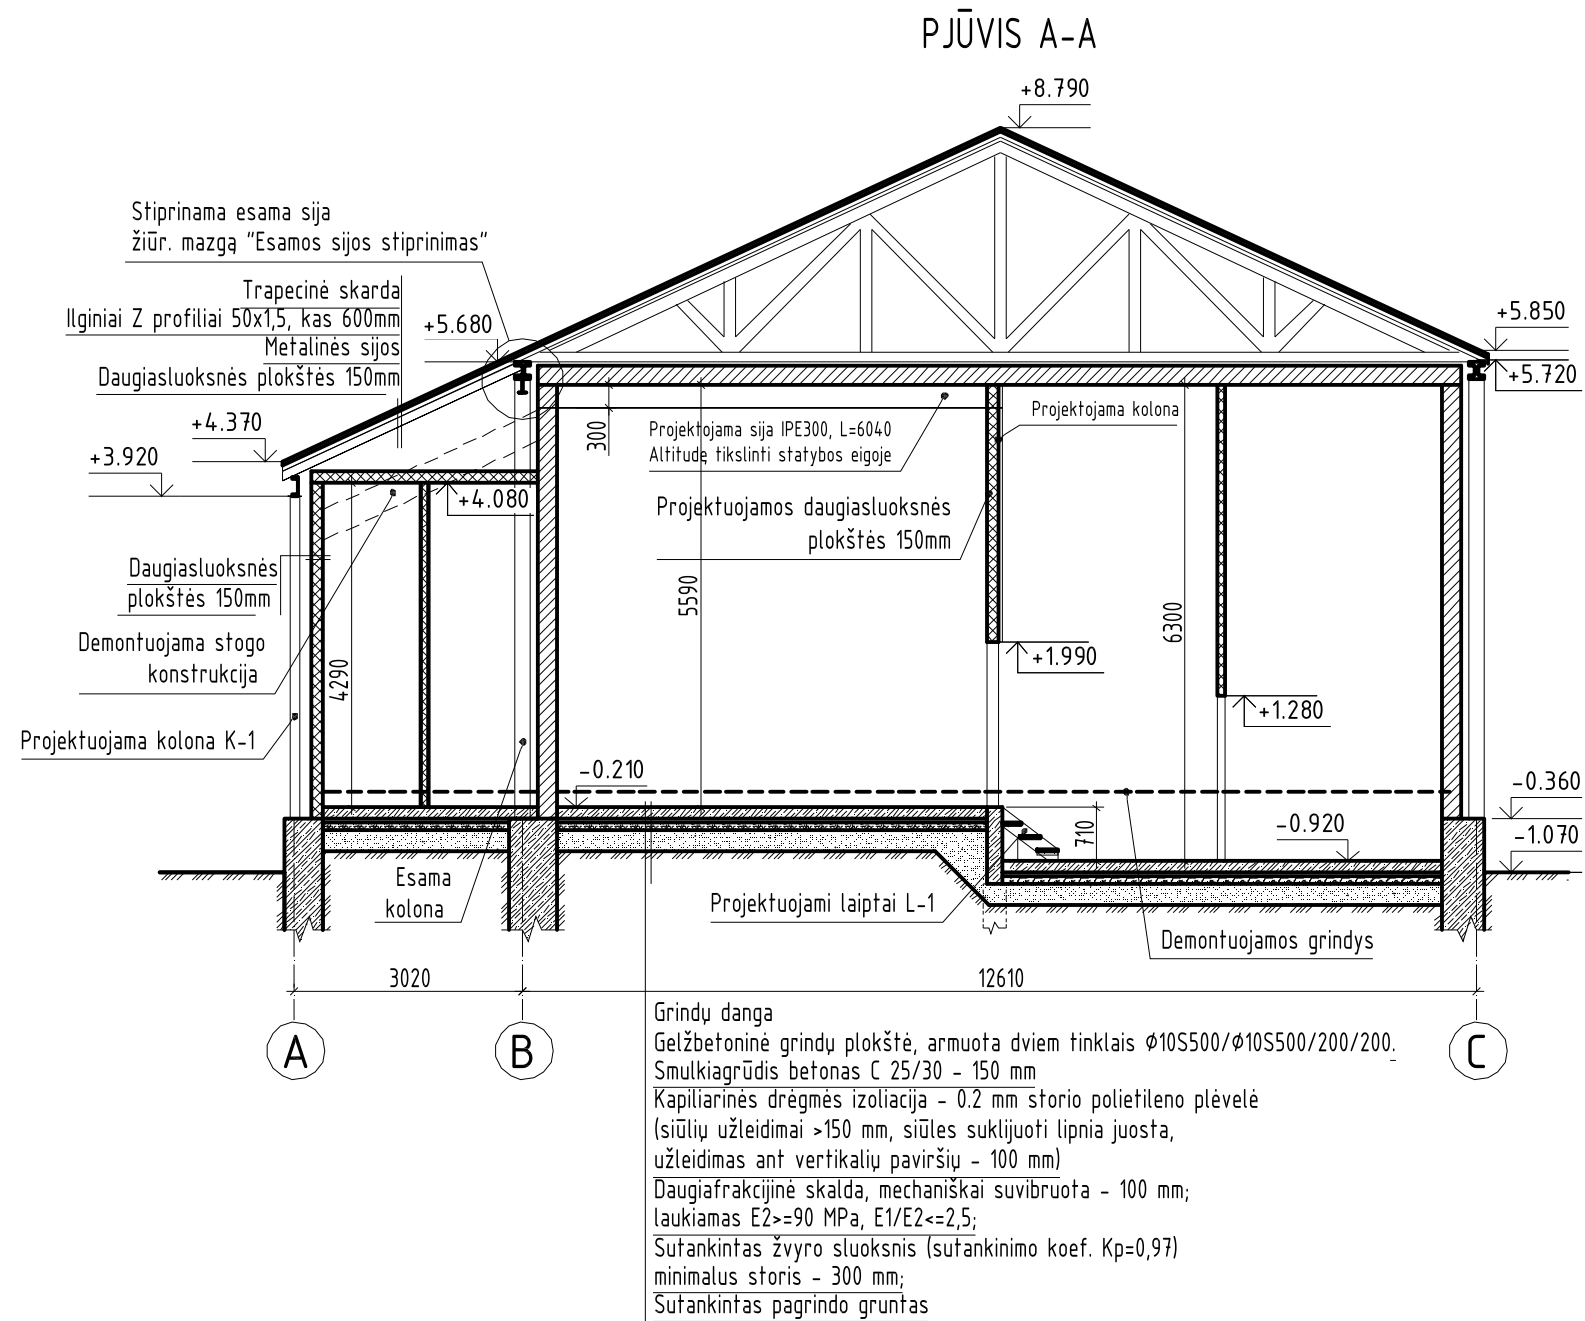 PJŪVIS A-A
+8.790
Stiprinama esama sija
žiūr. mazgą "Esamos sijos stiprinimas"
Trapecinė skarda
Ilginiai Z profiliai 50x1,5, kas 600mm
Metalinės sijos
Daugiasluoksnės plokštės 150mm
+5.680
+5.850
+5.720
+4.370
+3.920
+4.080
300
Projektojama sija IPE300, L=6040
Altitudę tikslinti statybos eigoje
Projektojama kolona
Projektuojamos daugiasluoksnės
plokštės 150mm
Daugiasluoksnės
plokštės 150mm
5590
6300
Demontuojama stogo
konstrukcija
4290
+1.990
+1.280
Projektuojama kolona K-1
-0.210
-0.360
710
-0.920
-1.070
Esama
kolona
Projektuojami laiptai L-1
Demontuojamos grindys
3020
12610
A
B
C
Grindų danga
Gelžbetoninė grindų plokštė, armuota dviem tinklais Ø10S500/Ø10S500/200/200.
Smulkiagrūdis betonas C 25/30 - 150 mm
Kapiliarinės drėgmės izoliacija - 0.2 mm storio polietileno plėvelė
(siūlių užleidimai >150 mm, siūles suklijuoti lipnia juosta,
užleidimas ant vertikalių paviršių - 100 mm)
Daugiafrakcijinė skalda, mechaniškai suvibruota - 100 mm;
laukiamas E2>=90 MPa, E1/E2<=2,5;
Sutankintas žvyro sluoksnis (sutankinimo koef. Kp=0,97)
minimalus storis - 300 mm;
Sutankintas pagrindo gruntas